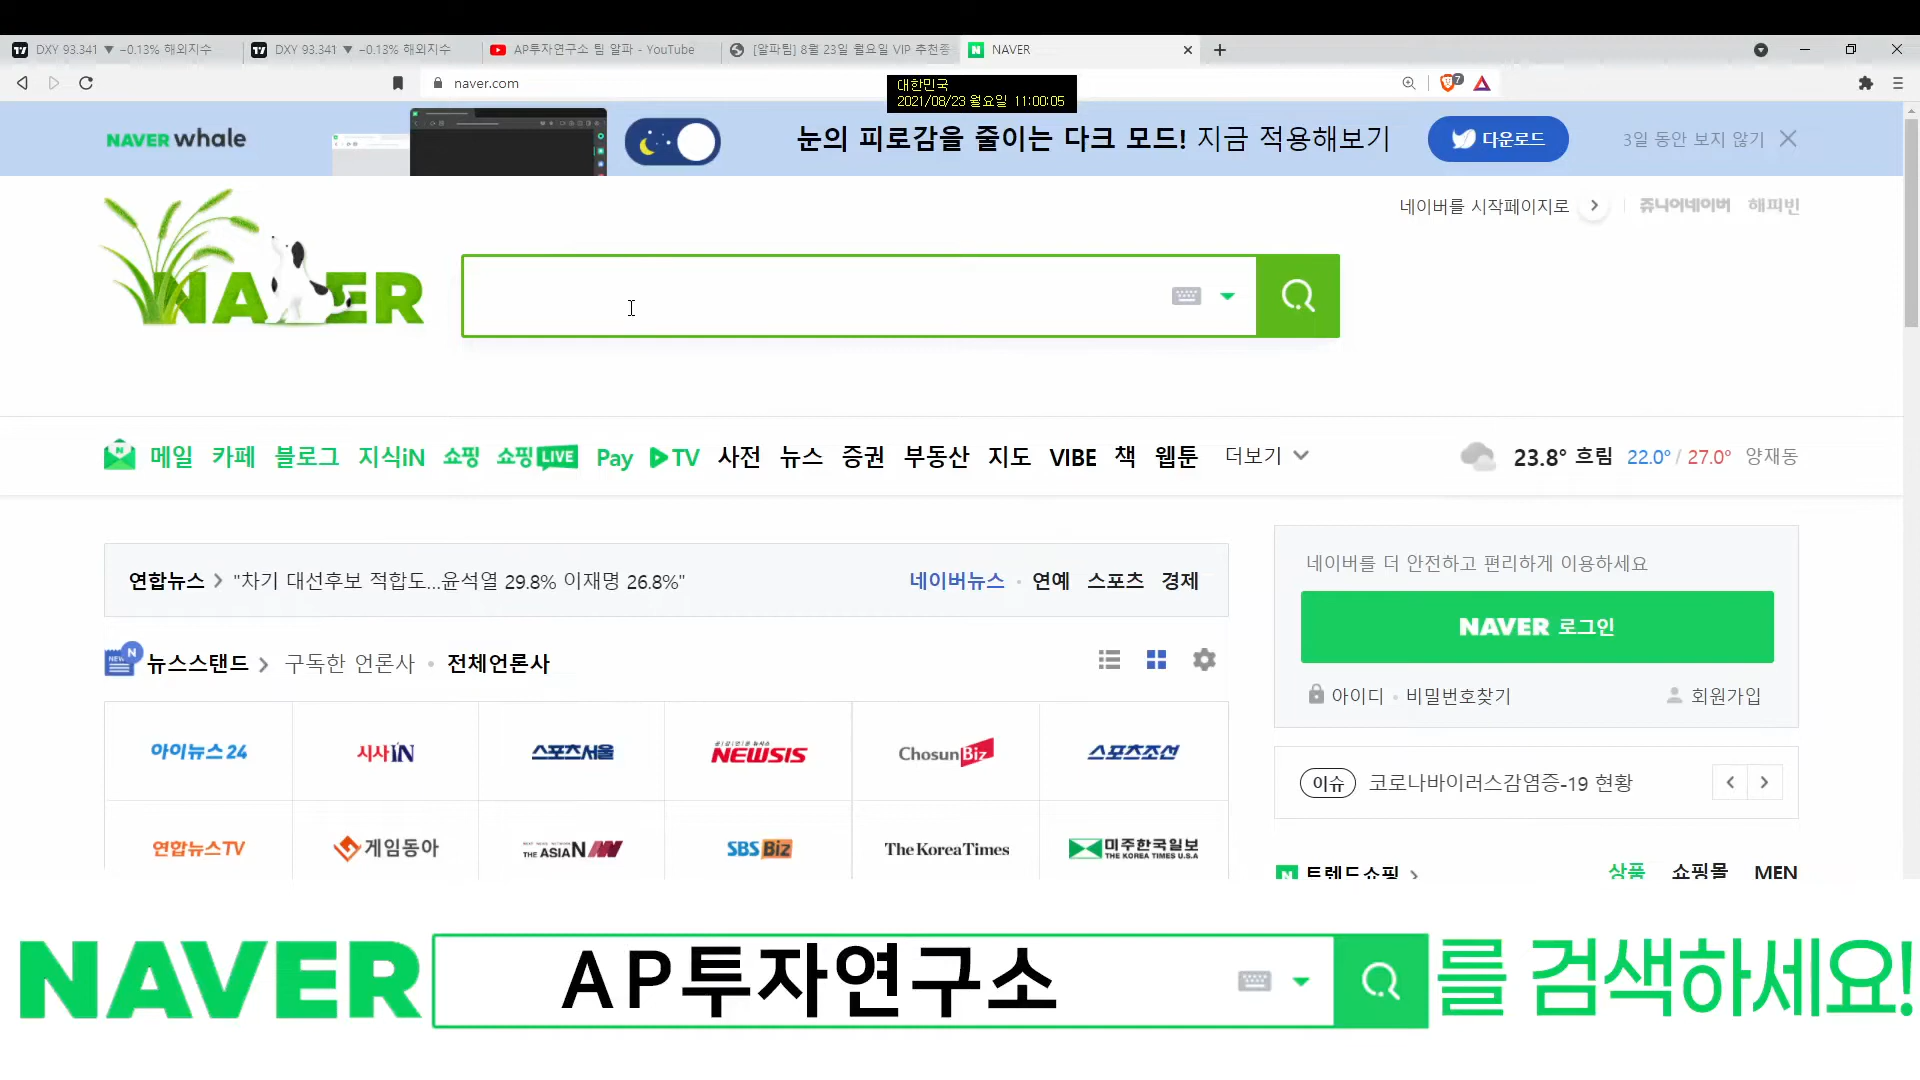 DXY 93.341 ▼ −0.13% 해외지수
DXY 93.341 ▼ −0.13% 해외지수
AP투자연구소 팀 알파 - YouTube
[알파팀] 8월 23일 월요일 VIP 추천종
NAVER
naver.com
7
대한민국
2021/08/23 월요일 11:00:05
NAVER whale
눈의 피로감을 줄이는 다크 모드! 지금 적용해보기
다운로드
3일 동안 보지 않기
네이버를 시작페이지로
쥬니어네이버 해피빈
NAVER
메일 카페 블로그 지식iN 쇼핑 쇼핑LIVE Pay TV 사전 뉴스 증권 부동산 지도 VIBE 책 웹툰 더보기
23.8° 흐림 22.0° / 27.0° 양재동
연합뉴스 > "차기 대선후보 적합도...윤석열 29.8% 이재명 26.8%"
네이버뉴스 · 연예 스포츠 경제
네이버를 더 안전하고 편리하게 이용하세요
NAVER 로그인
아이디 · 비밀번호찾기
회원가입
NEWS N 뉴스스탠드 > 구독한 언론사 · 전체언론사
아이뉴스24 시사iN 스포츠서울 NEWSIS ChosunBiz 스포츠조선
이슈 코로나바이러스감염증-19 현황
연합뉴스TV 게임동아 THE ASIAN SBS Biz The Korea Times 미주한국일보
THE KOREA TIMES U.S.A
트렌드쇼핑 >
상품 쇼핑몰 MEN
NAVER AP투자연구소 를 검색하세요!